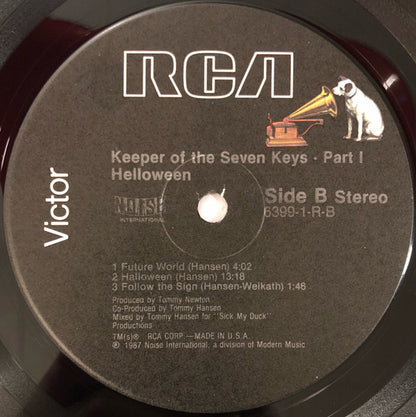 RCA
Victor
Keeper of the Seven Keys · Part I
Helloween
NOISE
INTERNATIONAL
Side B Stereo
6399-1-R-B
1 Future World (Hansen) 4:02
2 Halloween (Hansen) 13:18
3 Follow the Sign (Hansen-Weikath) 1:46
Produced by Tommy Newton
Co-Produced by Tommy Hansen
Mixed by Tommy Hansen for "Sick My Duck"
Productions
TM(s)® RCA CORP.—MADE IN U.S.A.
℗ 1987 Noise International, a division of Modern Music